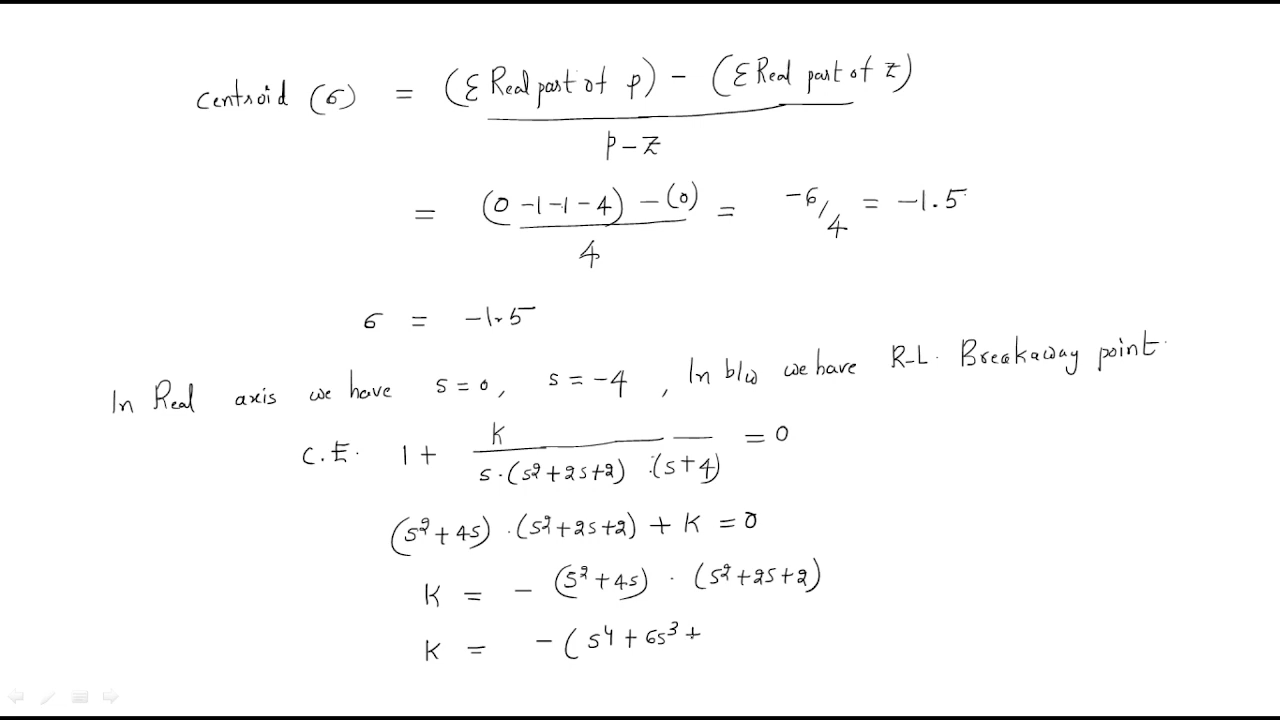 Centroid (σ) = (Σ Real part of p) - (Σ Real part of z) / p-z
= (0 -1-1-4) - (0) / 4 = -6/4 = -1.5
σ = -1.5
In Real axis we have s=0, s=-4, In b/w we have R-L. Breakaway point.
C.E. 1 + K / s.(s²+2s+2) .(s+4) = 0
(s²+4s) .(s²+2s+2) + K = 0
K = - (s²+4s) . (s²+2s+2)
K = - (s⁴ + 6s³ +